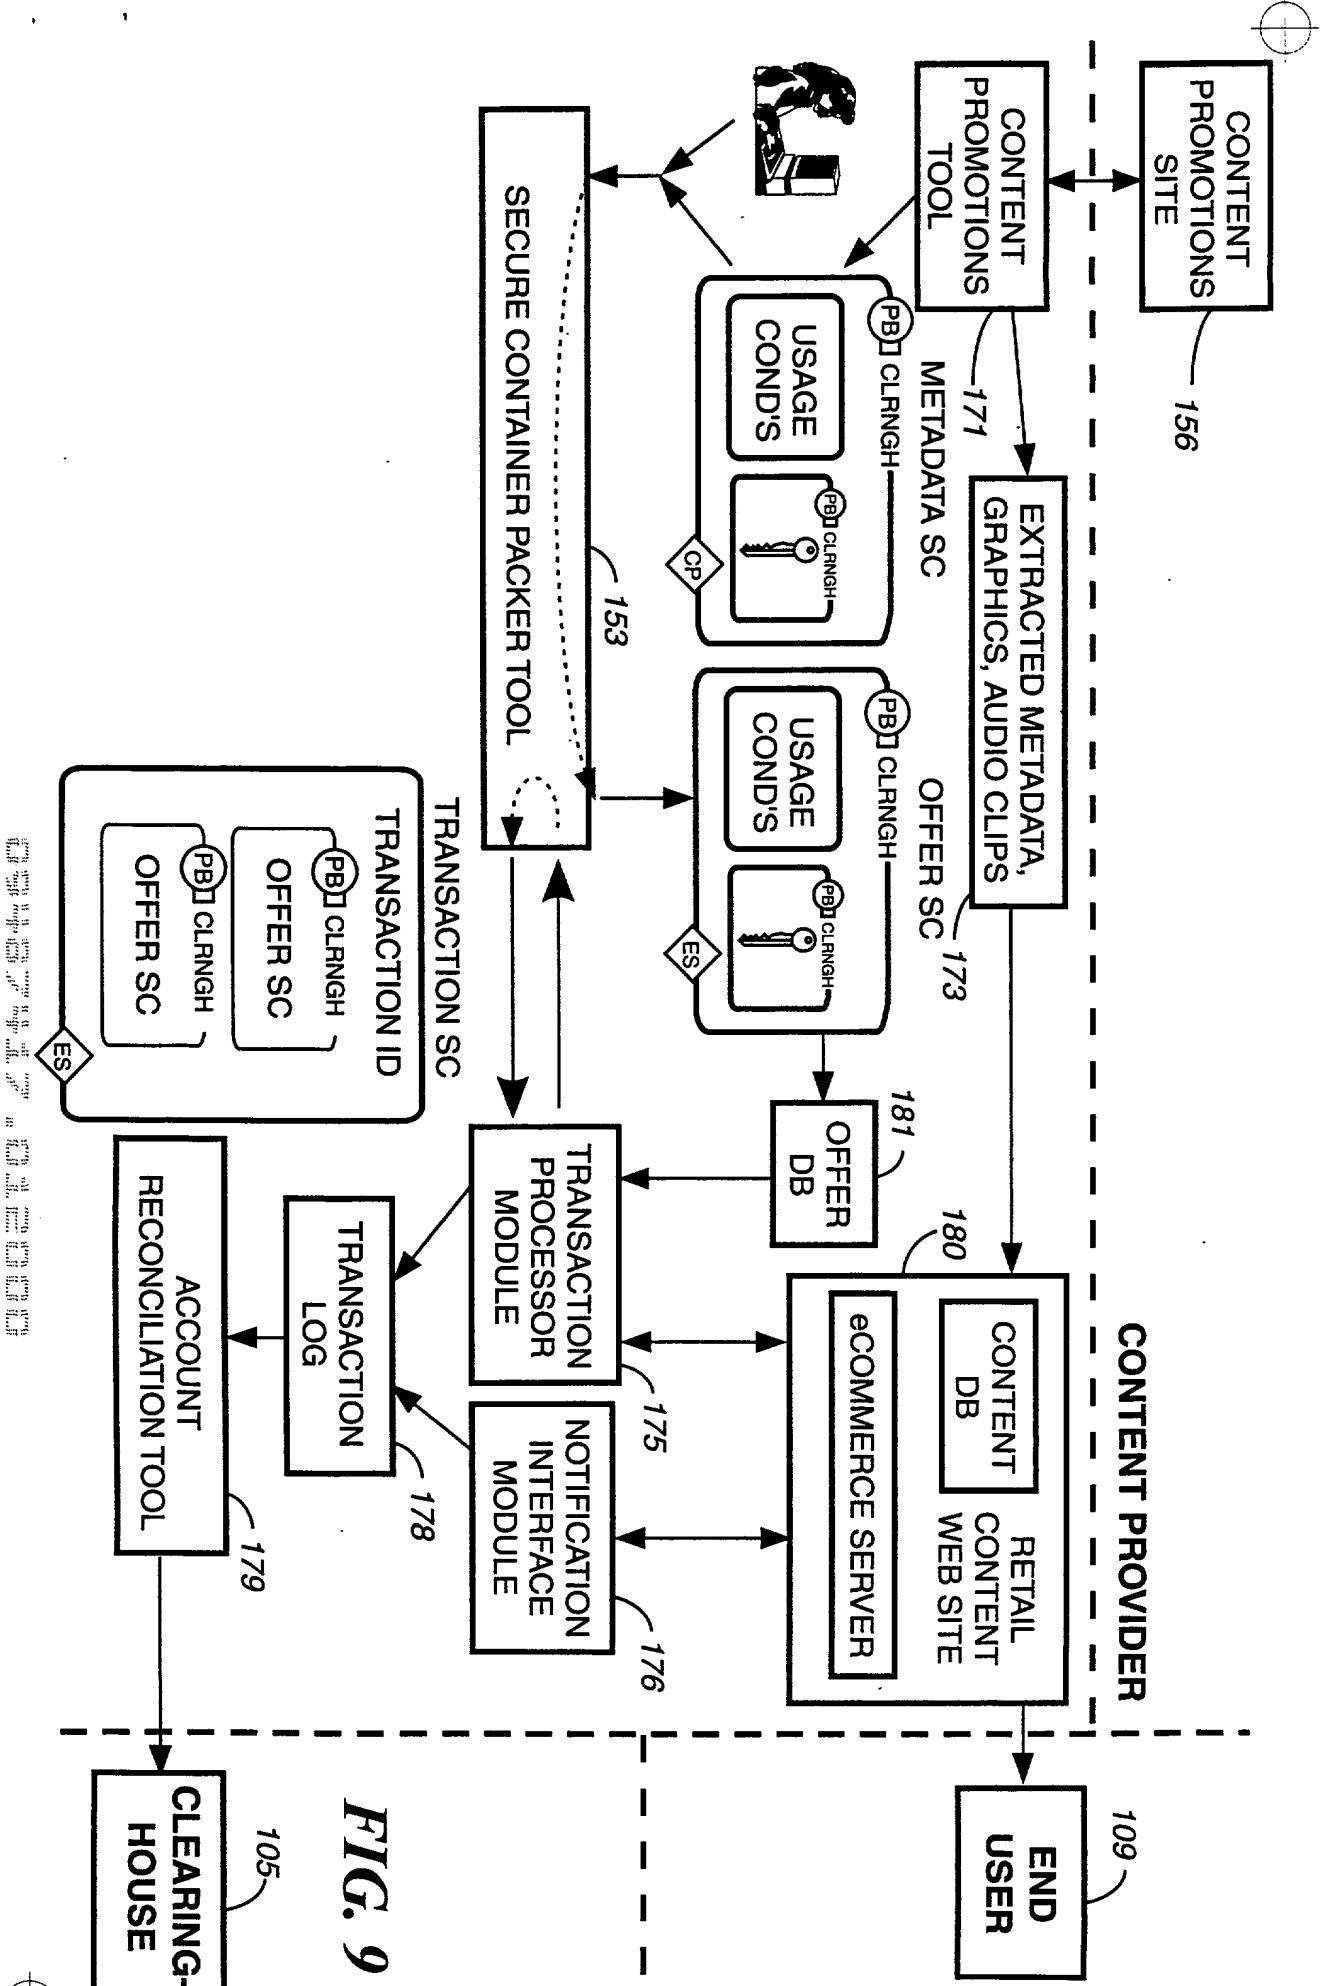 CONTENT
PROMOTIONS
SITE
156
CONTENT PROVIDER
CONTENT
PROMOTIONS
TOOL
171
EXTRACTED METADATA,
GRAPHICS, AUDIO CLIPS
173
CONTENT
DB
RETAIL
CONTENT
WEB SITE
eCOMMERCE SERVER
180
END
USER
109
METADATA SC
PB CLRNGH
USAGE
COND'S
PB CLRNGH
CP
OFFER SC
PB CLRNGH
USAGE
COND'S
PB CLRNGH
ES
OFFER
DB
181
SECURE CONTAINER PACKER TOOL
153
TRANSACTION
PROCESSOR
MODULE
175
NOTIFICATION
INTERFACE
MODULE
176
TRANSACTION SC
TRANSACTION ID
PB CLRNGH
OFFER SC
PB CLRNGH
OFFER SC
ES
TRANSACTION
LOG
178
ACCOUNT
RECONCILIATION TOOL
179
FIG. 9
CLEARING-
HOUSE
105